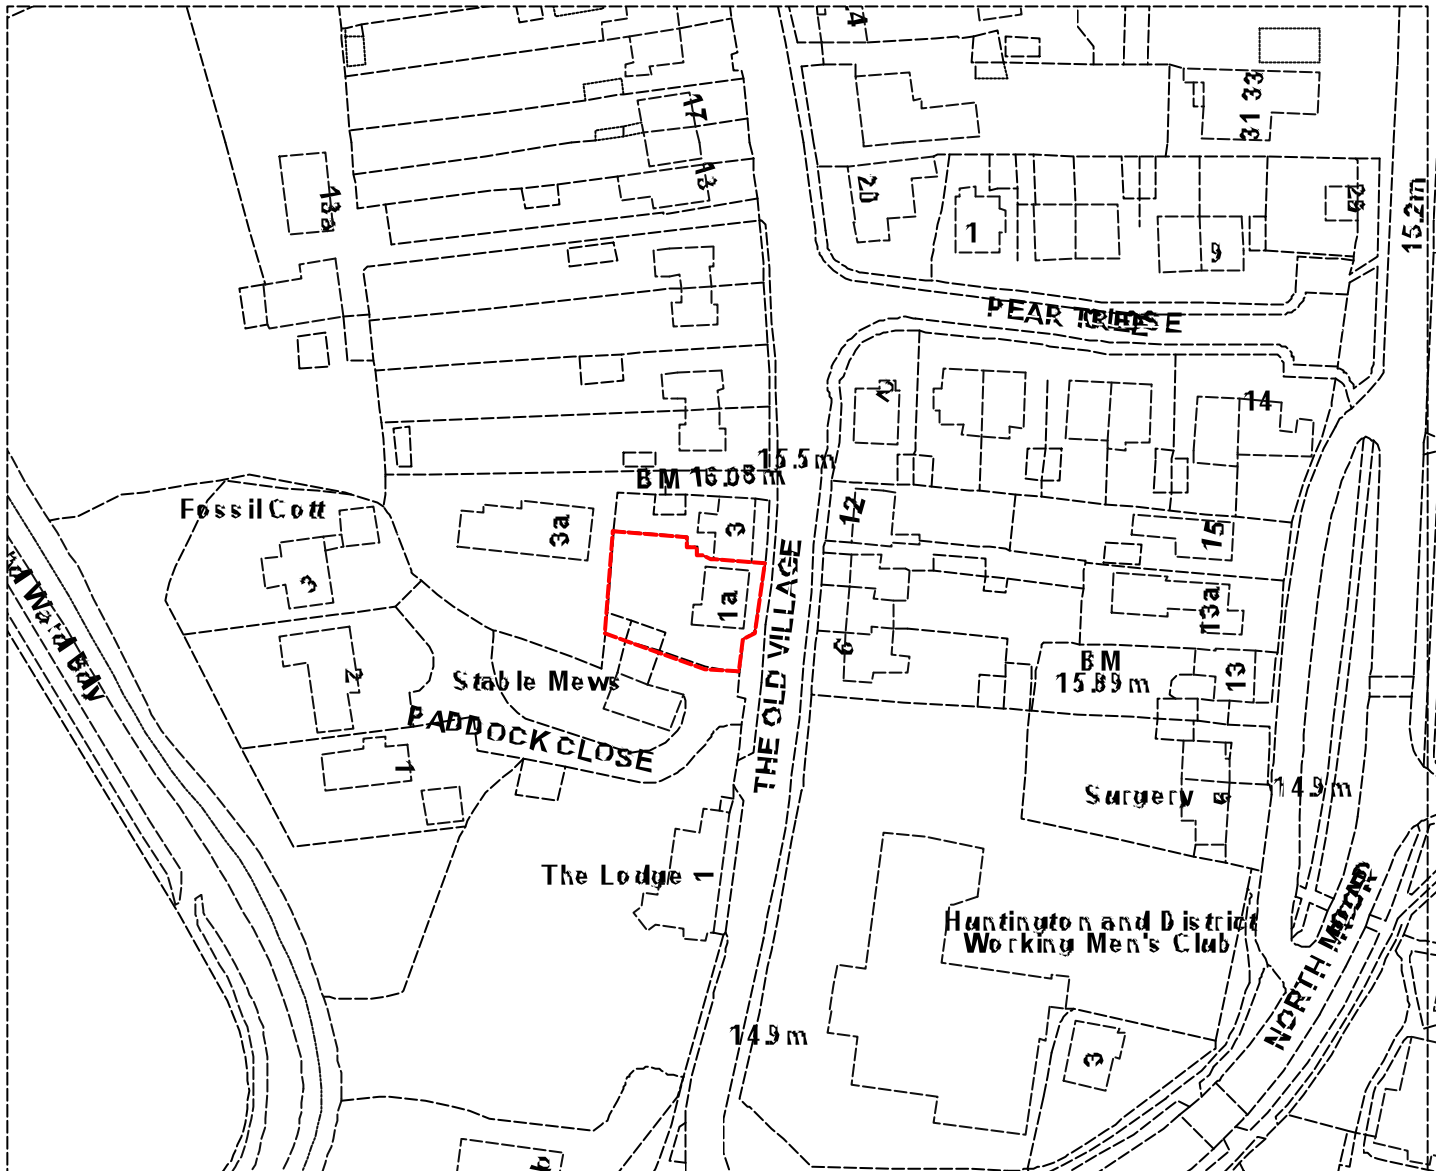 31 33
17
13
13a
20
29
1
9
15.2m
PEAR TREE
2
14
15.5m
BM 16.08m
Fossil Cott
3a
3
12
15
3
1a
THE OLD VILLAGE
13a
6
BM
15.89m
13
2
Stable Mews
PADDOCK CLOSE
1
Surgery
14.9m
The Lodge 1
Huntington and District
Working Men's Club
NORTH MOOR
14.9m
3